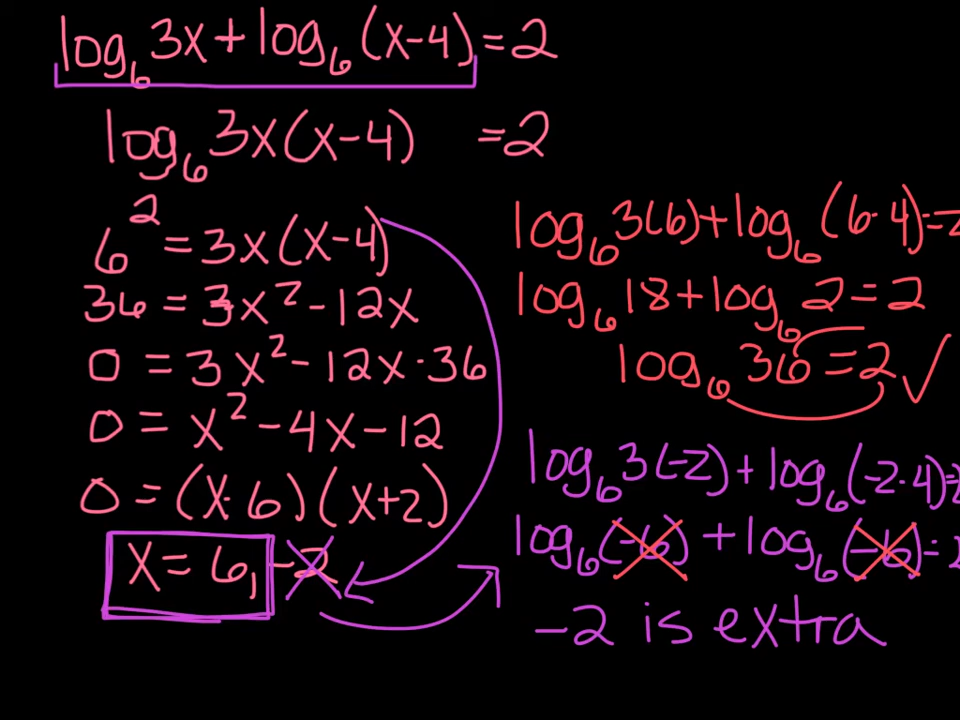 log₆3x + log₆(x-4) = 2
log₆3x(x-4) = 2
6² = 3x(x-4)
36 = 3x² - 12x
0 = 3x² - 12x - 36
0 = x² - 4x - 12
0 = (x-6)(x+2)
x = 6, -2
log₆3(6) + log₆(6-4) = 2
log₆18 + log₆2 = 2
log₆36 = 2 ✓
log₆3(-2) + log₆(-2-4) = 2
log₆(-6) + log₆(-6) = 2
-2 is extra